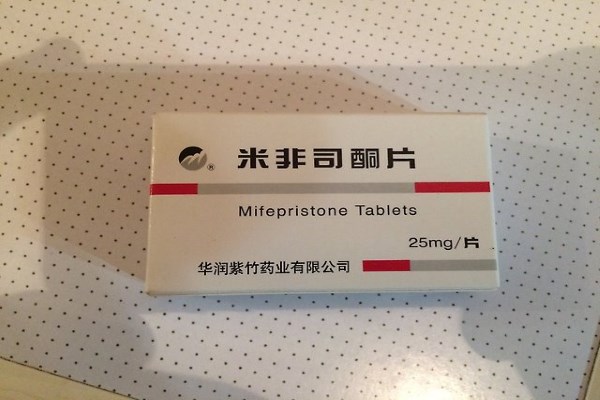 ® 米非司酮片
Mifepristone Tablets
25mg/片
华润紫竹药业有限公司